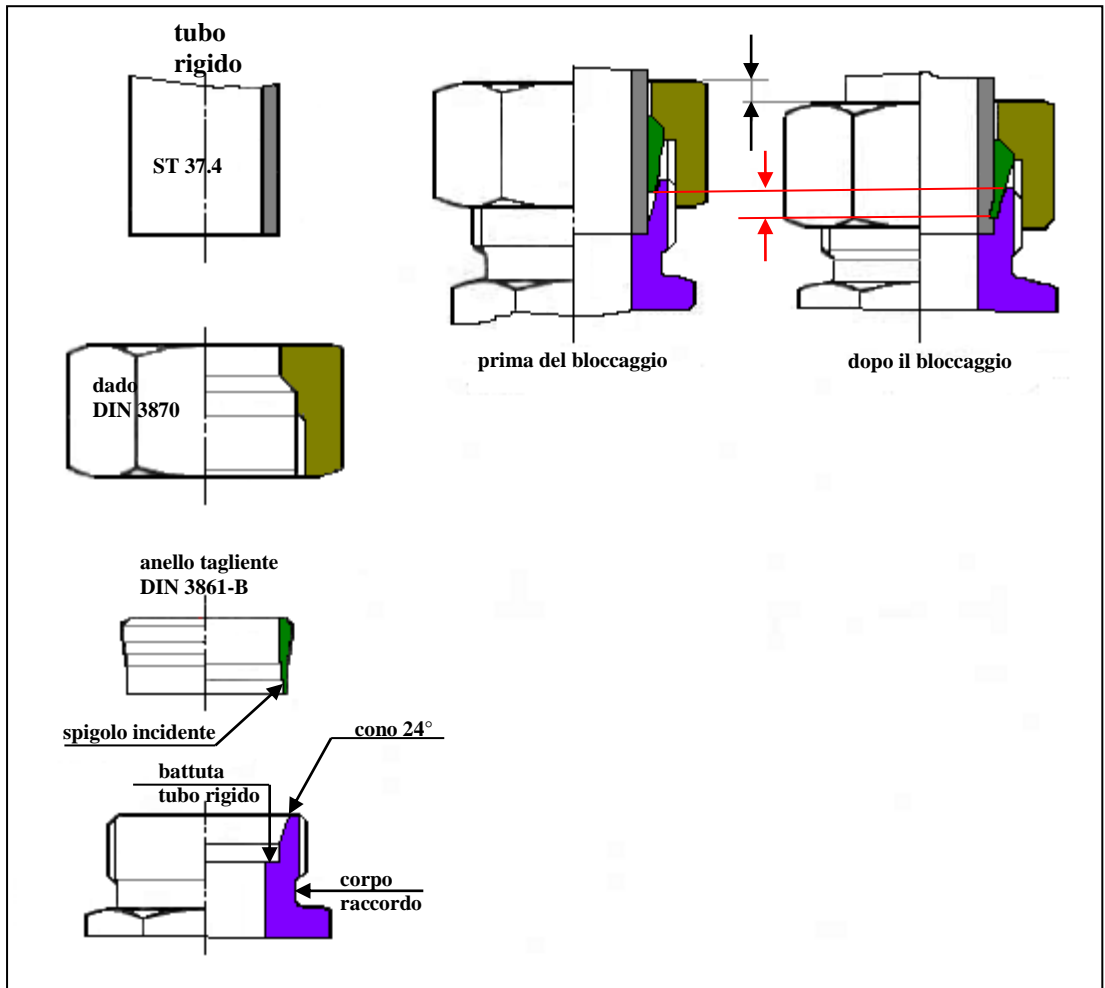 tubo
rigido
ST 37.4
prima del bloccaggio
dopo il bloccaggio
dado
DIN 3870
anello tagliente
DIN 3861-B
spigolo incidente
cono 24°
battuta
tubo rigido
corpo
raccordo